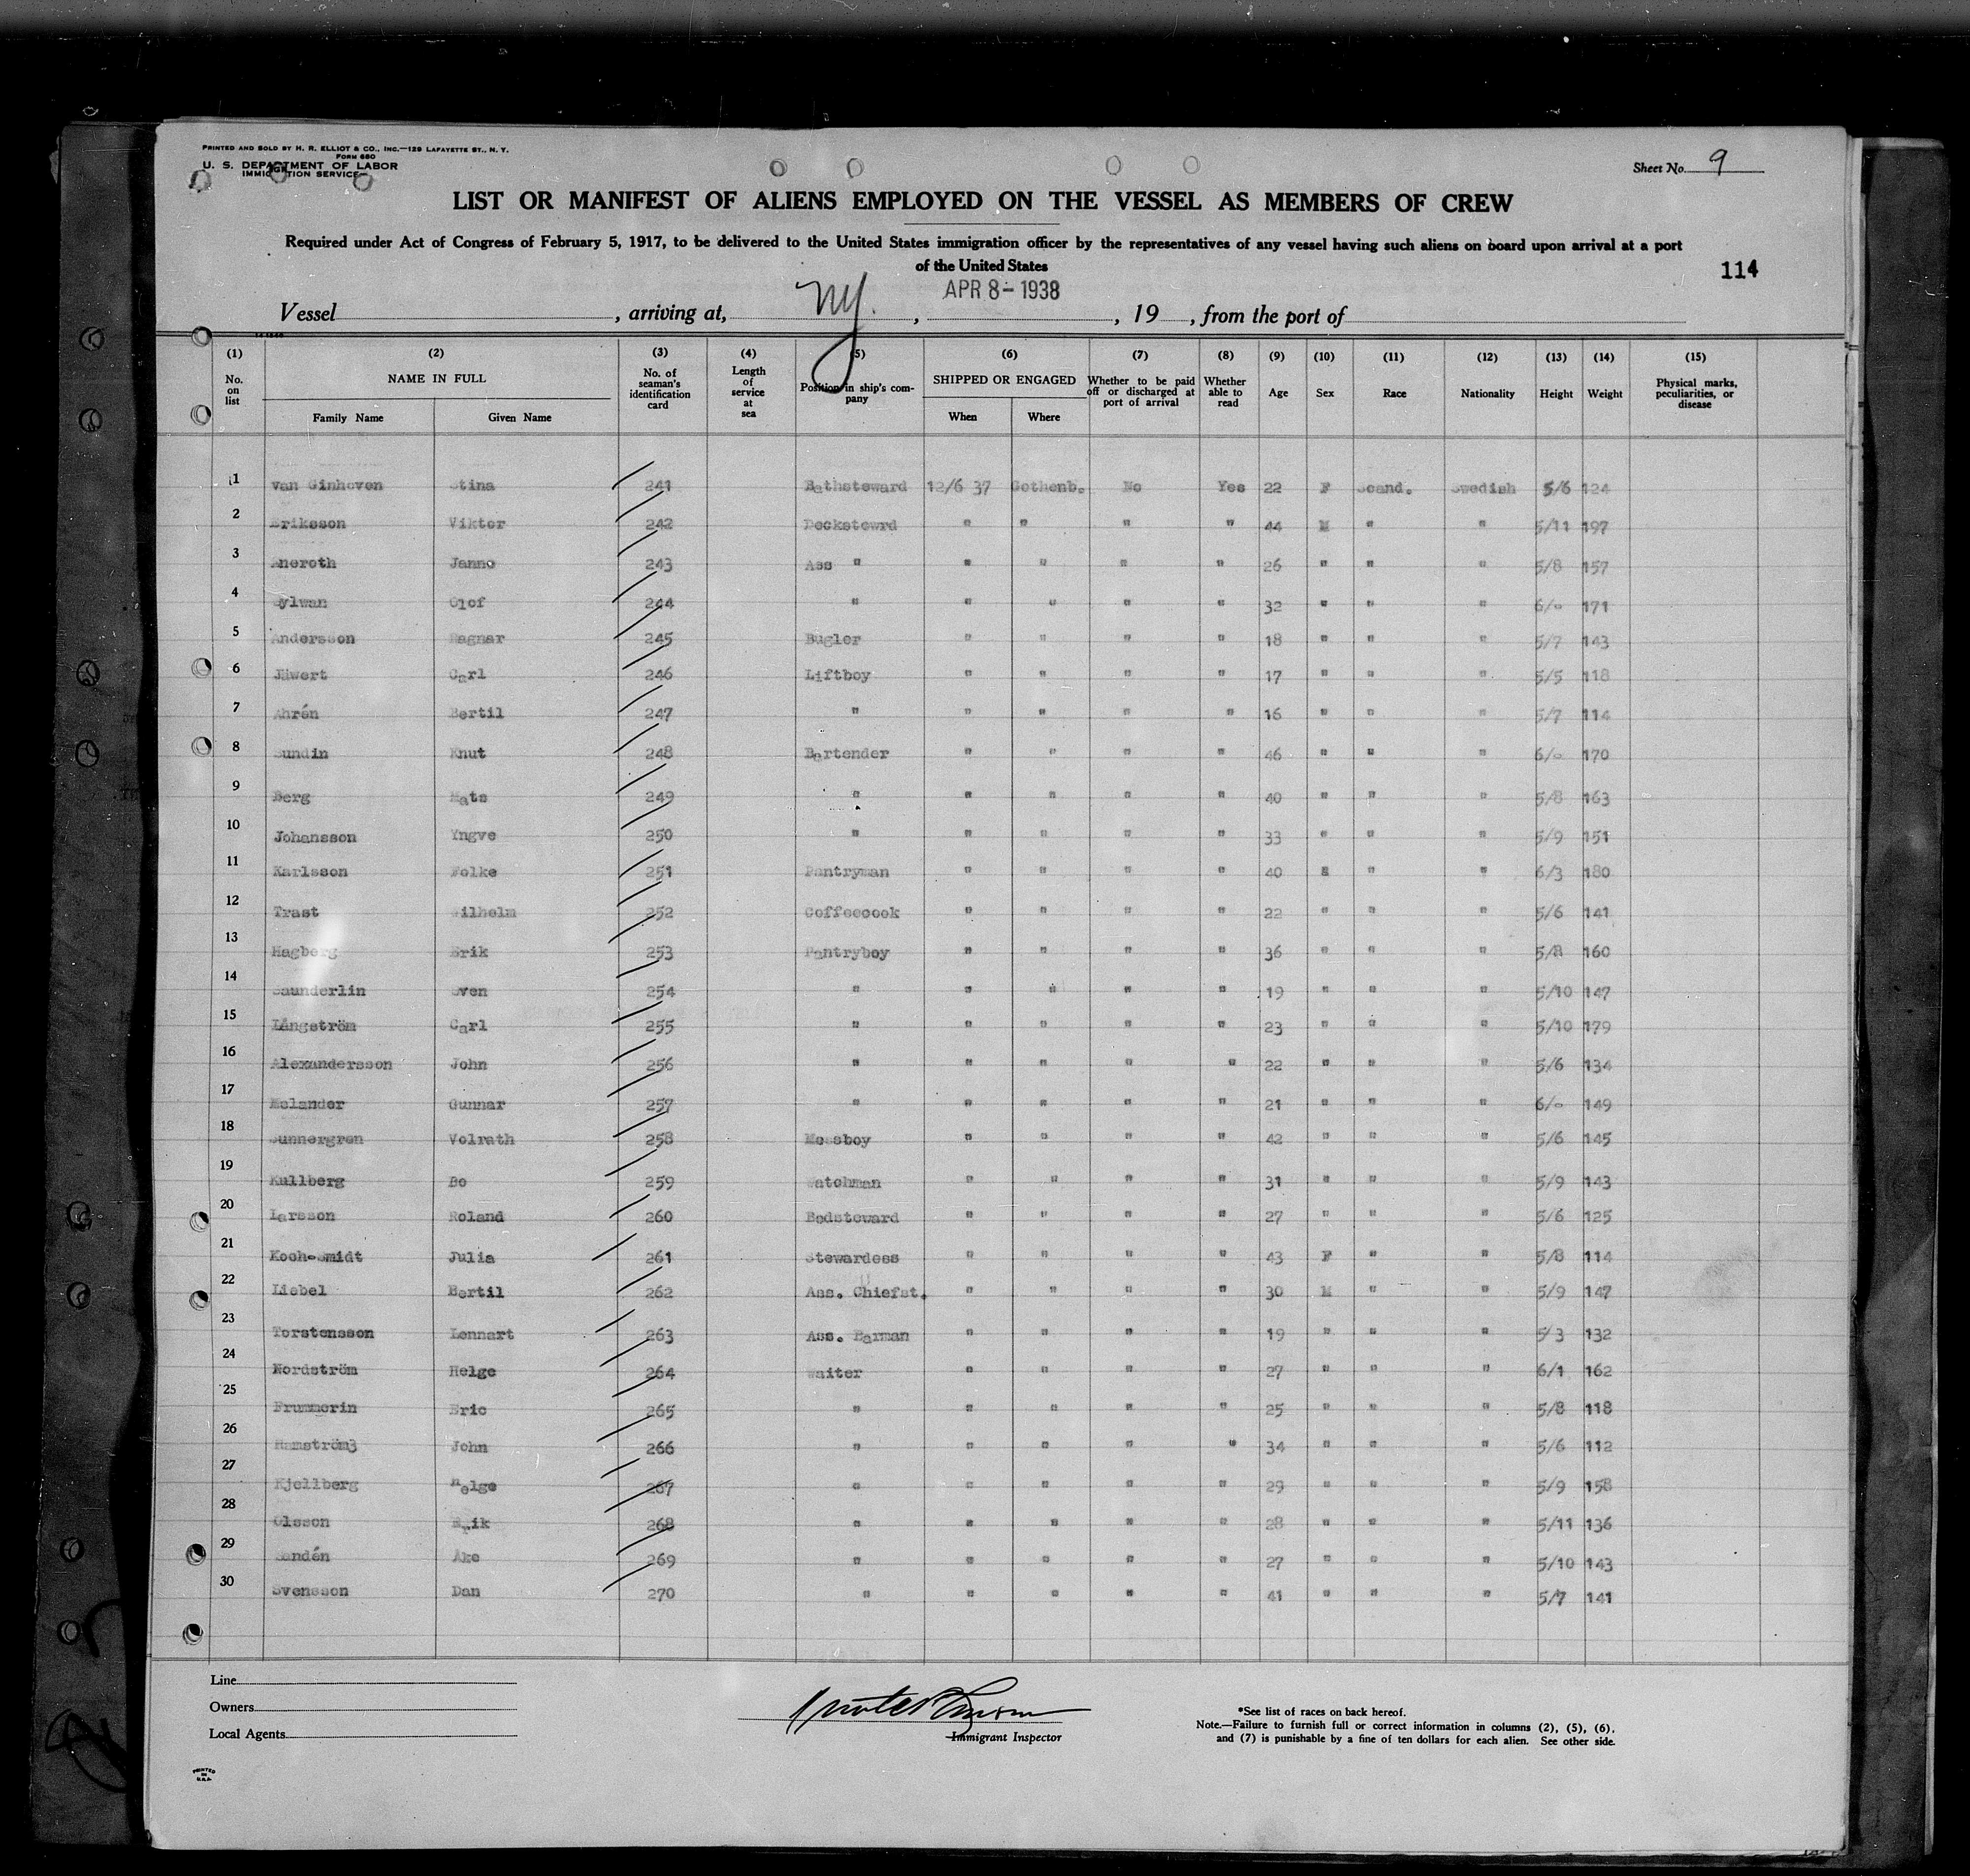 PRINTED AND SOLD BY H. R. ELLIOT & CO., INC.—129 LAFAYETTE ST., N. Y.
FORM 680
U. S. DEPARTMENT OF LABOR
IMMIGRATION SERVICE
Sheet No. 9
LIST OR MANIFEST OF ALIENS EMPLOYED ON THE VESSEL AS MEMBERS OF CREW
Required under Act of Congress of February 5, 1917, to be delivered to the United States immigration officer by the representatives of any vessel having such aliens on board upon arrival at a port
of the United States
114
Vessel , arriving at, NY. , APR 8-1938 , 19 , from the port of
(1) (2) (3) (4) (5) (6) (7) (8) (9) (10) (11) (12) (13) (14) (15)
No. on list NAME IN FULL Family Name Given Name No. of seaman's identification card Length of service at sea Position in ship's company SHIPPED OR ENGAGED When Where Whether to be paid off or discharged at port of arrival Whether able to read Age Sex Race Nationality Height Weight Physical marks, peculiarities, or disease
1 van Ginhoven Stina 241 Bathsteward 12/6 37 Gothenb. No Yes 22 F Scand. Swedish 5/6 124
2 Eriksson Viktor 242 Deckstewrd " " " " 44 M " " 5/11 197
3 Aneroth Janno 243 Ass " " " " " 26 " " " 5/8 157
4 Sylwan Olof 244 " " " " " 32 " " " 6/- 171
5 Andersson Ragnar 245 Bugler " " " " 18 " " " 5/7 143
6 Jäwert Carl 246 Liftboy " " " " 17 " " " 5/5 118
7 Ahrén Bertil 247 " " " " " 16 " " " 5/7 114
8 Sundin Knut 248 Bartender " " " " 46 " " " 6/- 170
9 Berg Mats 249 " " " " " 40 " " " 5/8 163
10 Johansson Yngve 250 " " " " " 33 " " " 5/9 151
11 Karlsson Folke 251 Pantryman " " " " 40 " " " 6/3 180
12 Trast Wilhelm 252 Coffeecook " " " " 22 " " " 5/6 141
13 Hagberg Erik 253 Pantryboy " " " " 36 " " " 5/8 160
14 Saunderlin Sven 254 " " " " " 19 " " " 5/10 147
15 Långström Carl 255 " " " " " 23 " " " 5/10 179
16 Alexandersson John 256 " " " " " 22 " " " 5/6 134
17 Melander Gunnar 257 " " " " " 21 " " " 6/- 149
18 Sunnergren Volrath 258 Messboy " " " " 42 " " " 5/6 145
19 Kullberg Bo 259 Watchman " " " " 31 " " " 5/9 143
20 Larsson Roland 260 Bedsteward " " " " 27 " " " 5/6 125
21 Koch-Smidt Julia 261 Stewardess " " " " 43 F " " 5/8 114
22 Liebel Bertil 262 Ass. Chiefst. " " " " 30 M " " 5/9 147
23 Torstensson Lennart 263 Ass. Barman " " " " 19 " " " 5/3 132
24 Nordström Helge 264 Waiter " " " " 27 " " " 6/1 162
25 Frummerin Eric 265 " " " " " 25 " " " 5/8 118
26 Hamström3 John 266 " " " " " 34 " " " 5/6 112
27 Kjellberg Helge 267 " " " " " 29 " " " 5/9 158
28 Olsson Erik 268 " " " " " 28 " " " 5/11 136
29 Sandén Åke 269 " " " " " 27 " " " 5/10 143
30 Svensson Dan 270 " " " " " 41 " " " 5/7 141
Line
Owners
Local Agents
Immigrant Inspector
*See list of races on back hereof.
Note.—Failure to furnish full or correct information in columns (2), (5), (6),
and (7) is punishable by a fine of ten dollars for each alien. See other side.
PRINTED
IN
U.S.A.